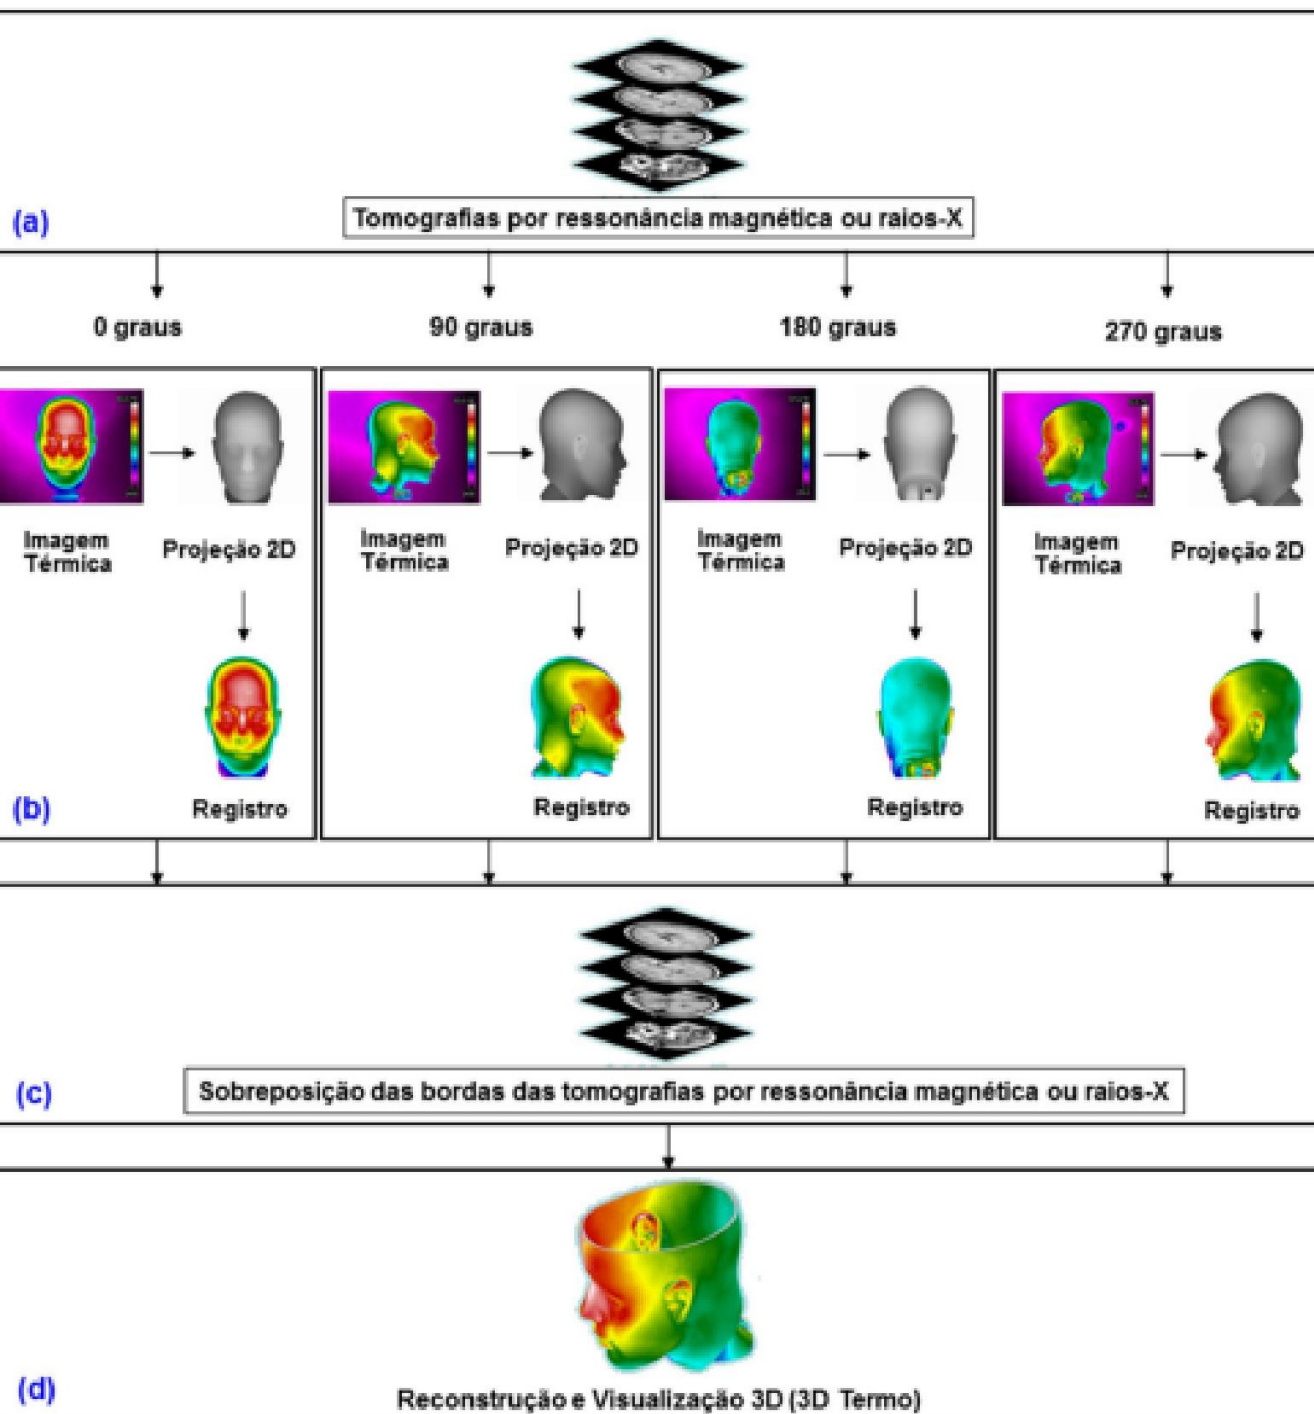 (a)
Tomografias por ressonância magnética ou raios-X
0 graus
90 graus
180 graus
270 graus
Imagem
Térmica
Projeção 2D
Imagem
Térmica
Projeção 2D
Imagem
Térmica
Projeção 2D
Imagem
Térmica
Projeção 2D
(b)
Registro
Registro
Registro
Registro
(c)
Sobreposição das bordas das tomografias por ressonância magnética ou raios-X
(d)
Reconstrução e Visualização 3D (3D Termo)